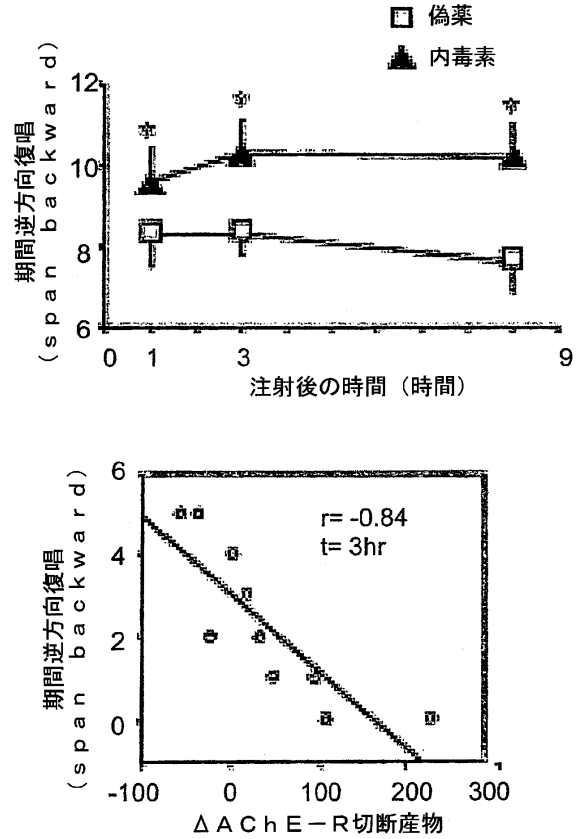 偽薬
内毒素
期間逆方向復唱
(span backward)
12
10
8
6
0 1 3 9
注射後の時間(時間)
期間逆方向復唱
(span backward)
6
4
2
0
r= -0.84
t= 3hr
-100 0 100 200 300
ΔAChE-R切断産物